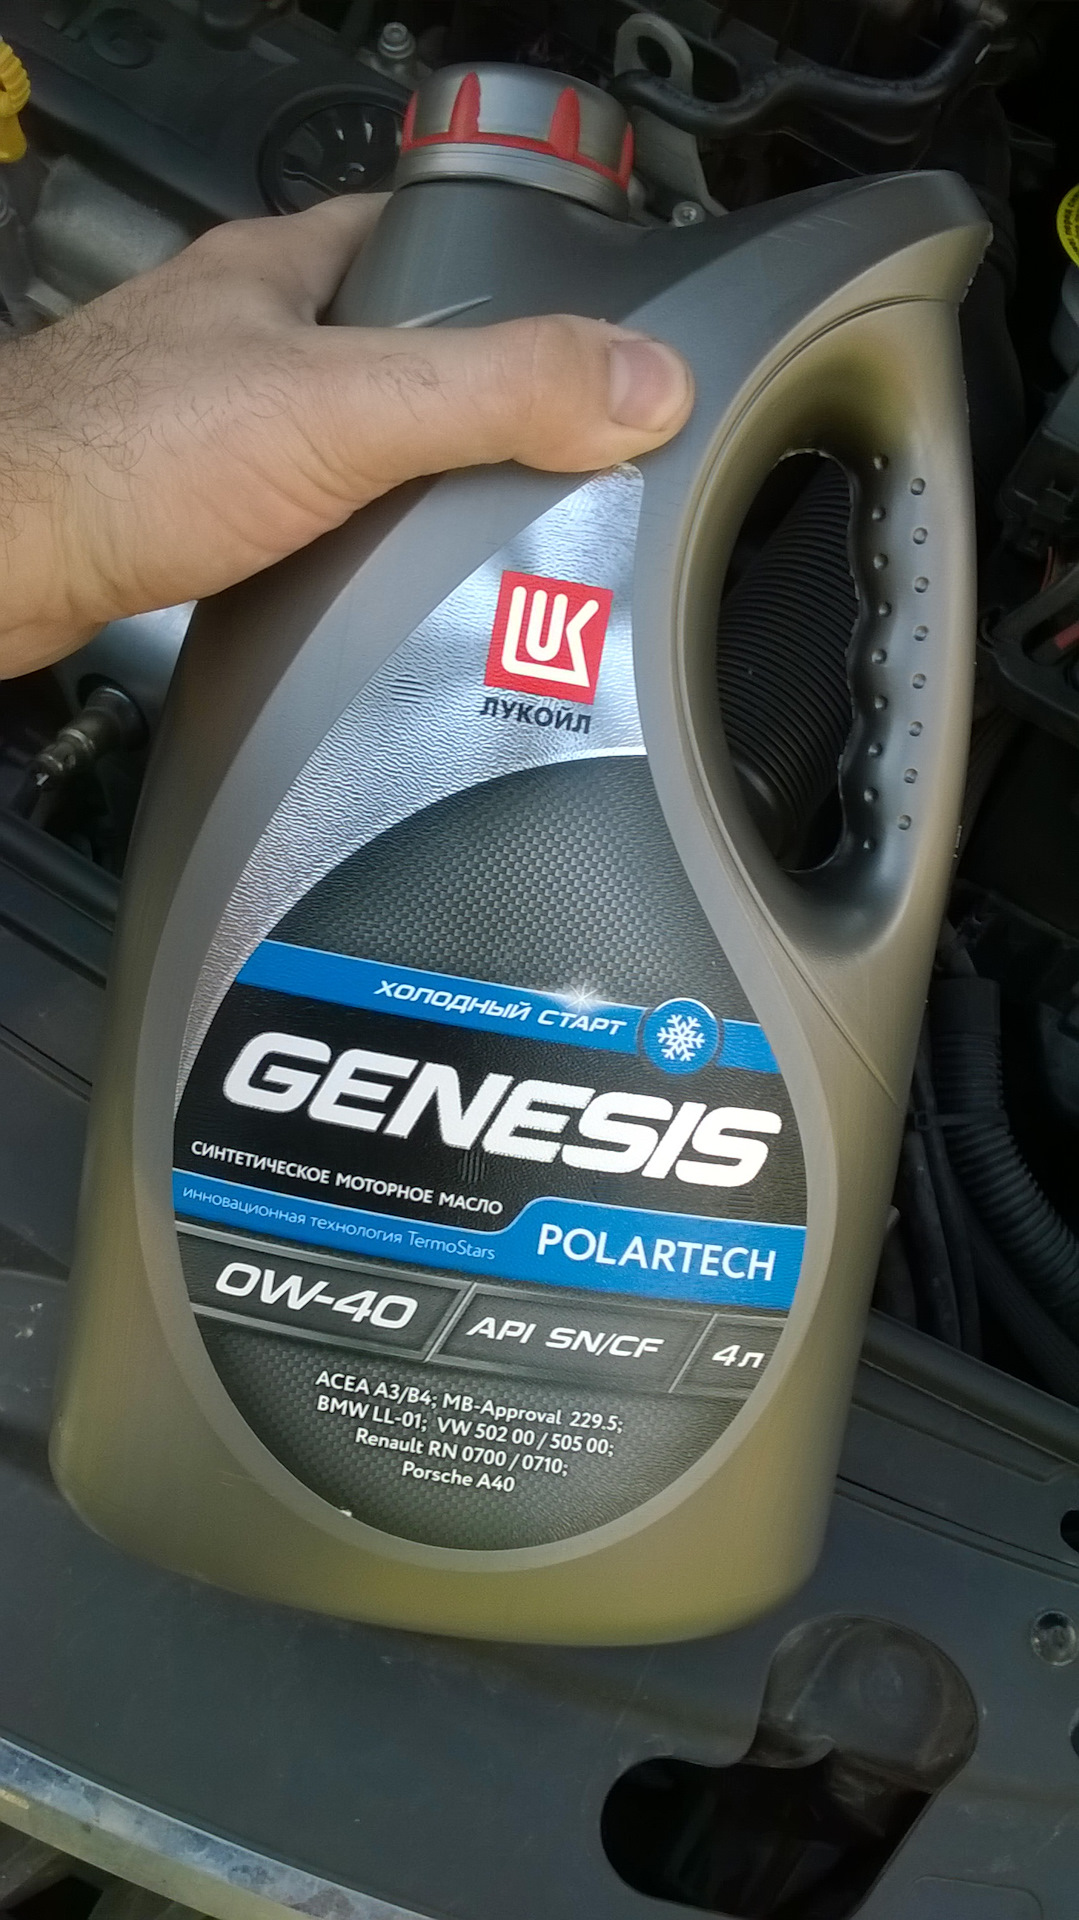 LUK
ЛУКОЙЛ
ХОЛОДНЫЙ СТАРТ
GENESIS
СИНТЕТИЧЕСКОЕ МОТОРНОЕ МАСЛО
инновационная технология TermoStars
POLARTECH
0W-40
API SN/CF
4л
ACEA A3/B4; MB-Approval 229.5;
BMW LL-01; VW 502 00 / 505 00;
Renault RN 0700 / 0710;
Porsche A40